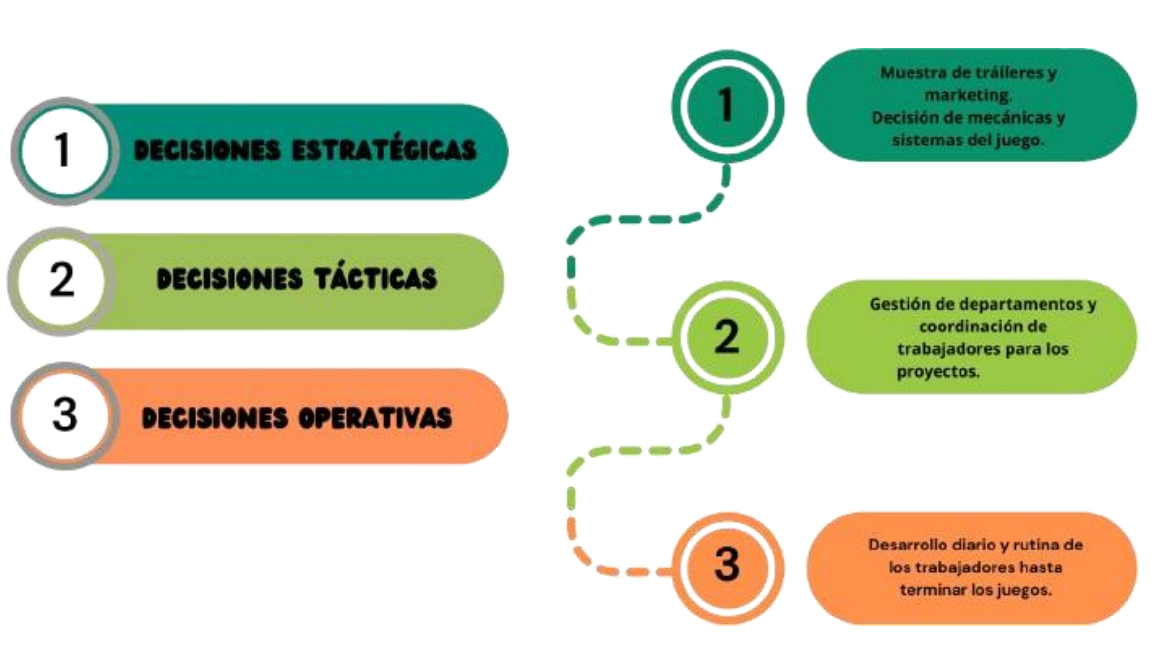 1
DECISIONES ESTRATÉGICAS
2
DECISIONES TÁCTICAS
3
DECISIONES OPERATIVAS
1
Muestra de tráileres y
marketing.
Decisión de mecánicas y
sistemas del juego.
2
Gestión de departamentos y
coordinación de
trabajadores para los
proyectos.
3
Desarrollo diario y rutina de
los trabajadores hasta
terminar los juegos.